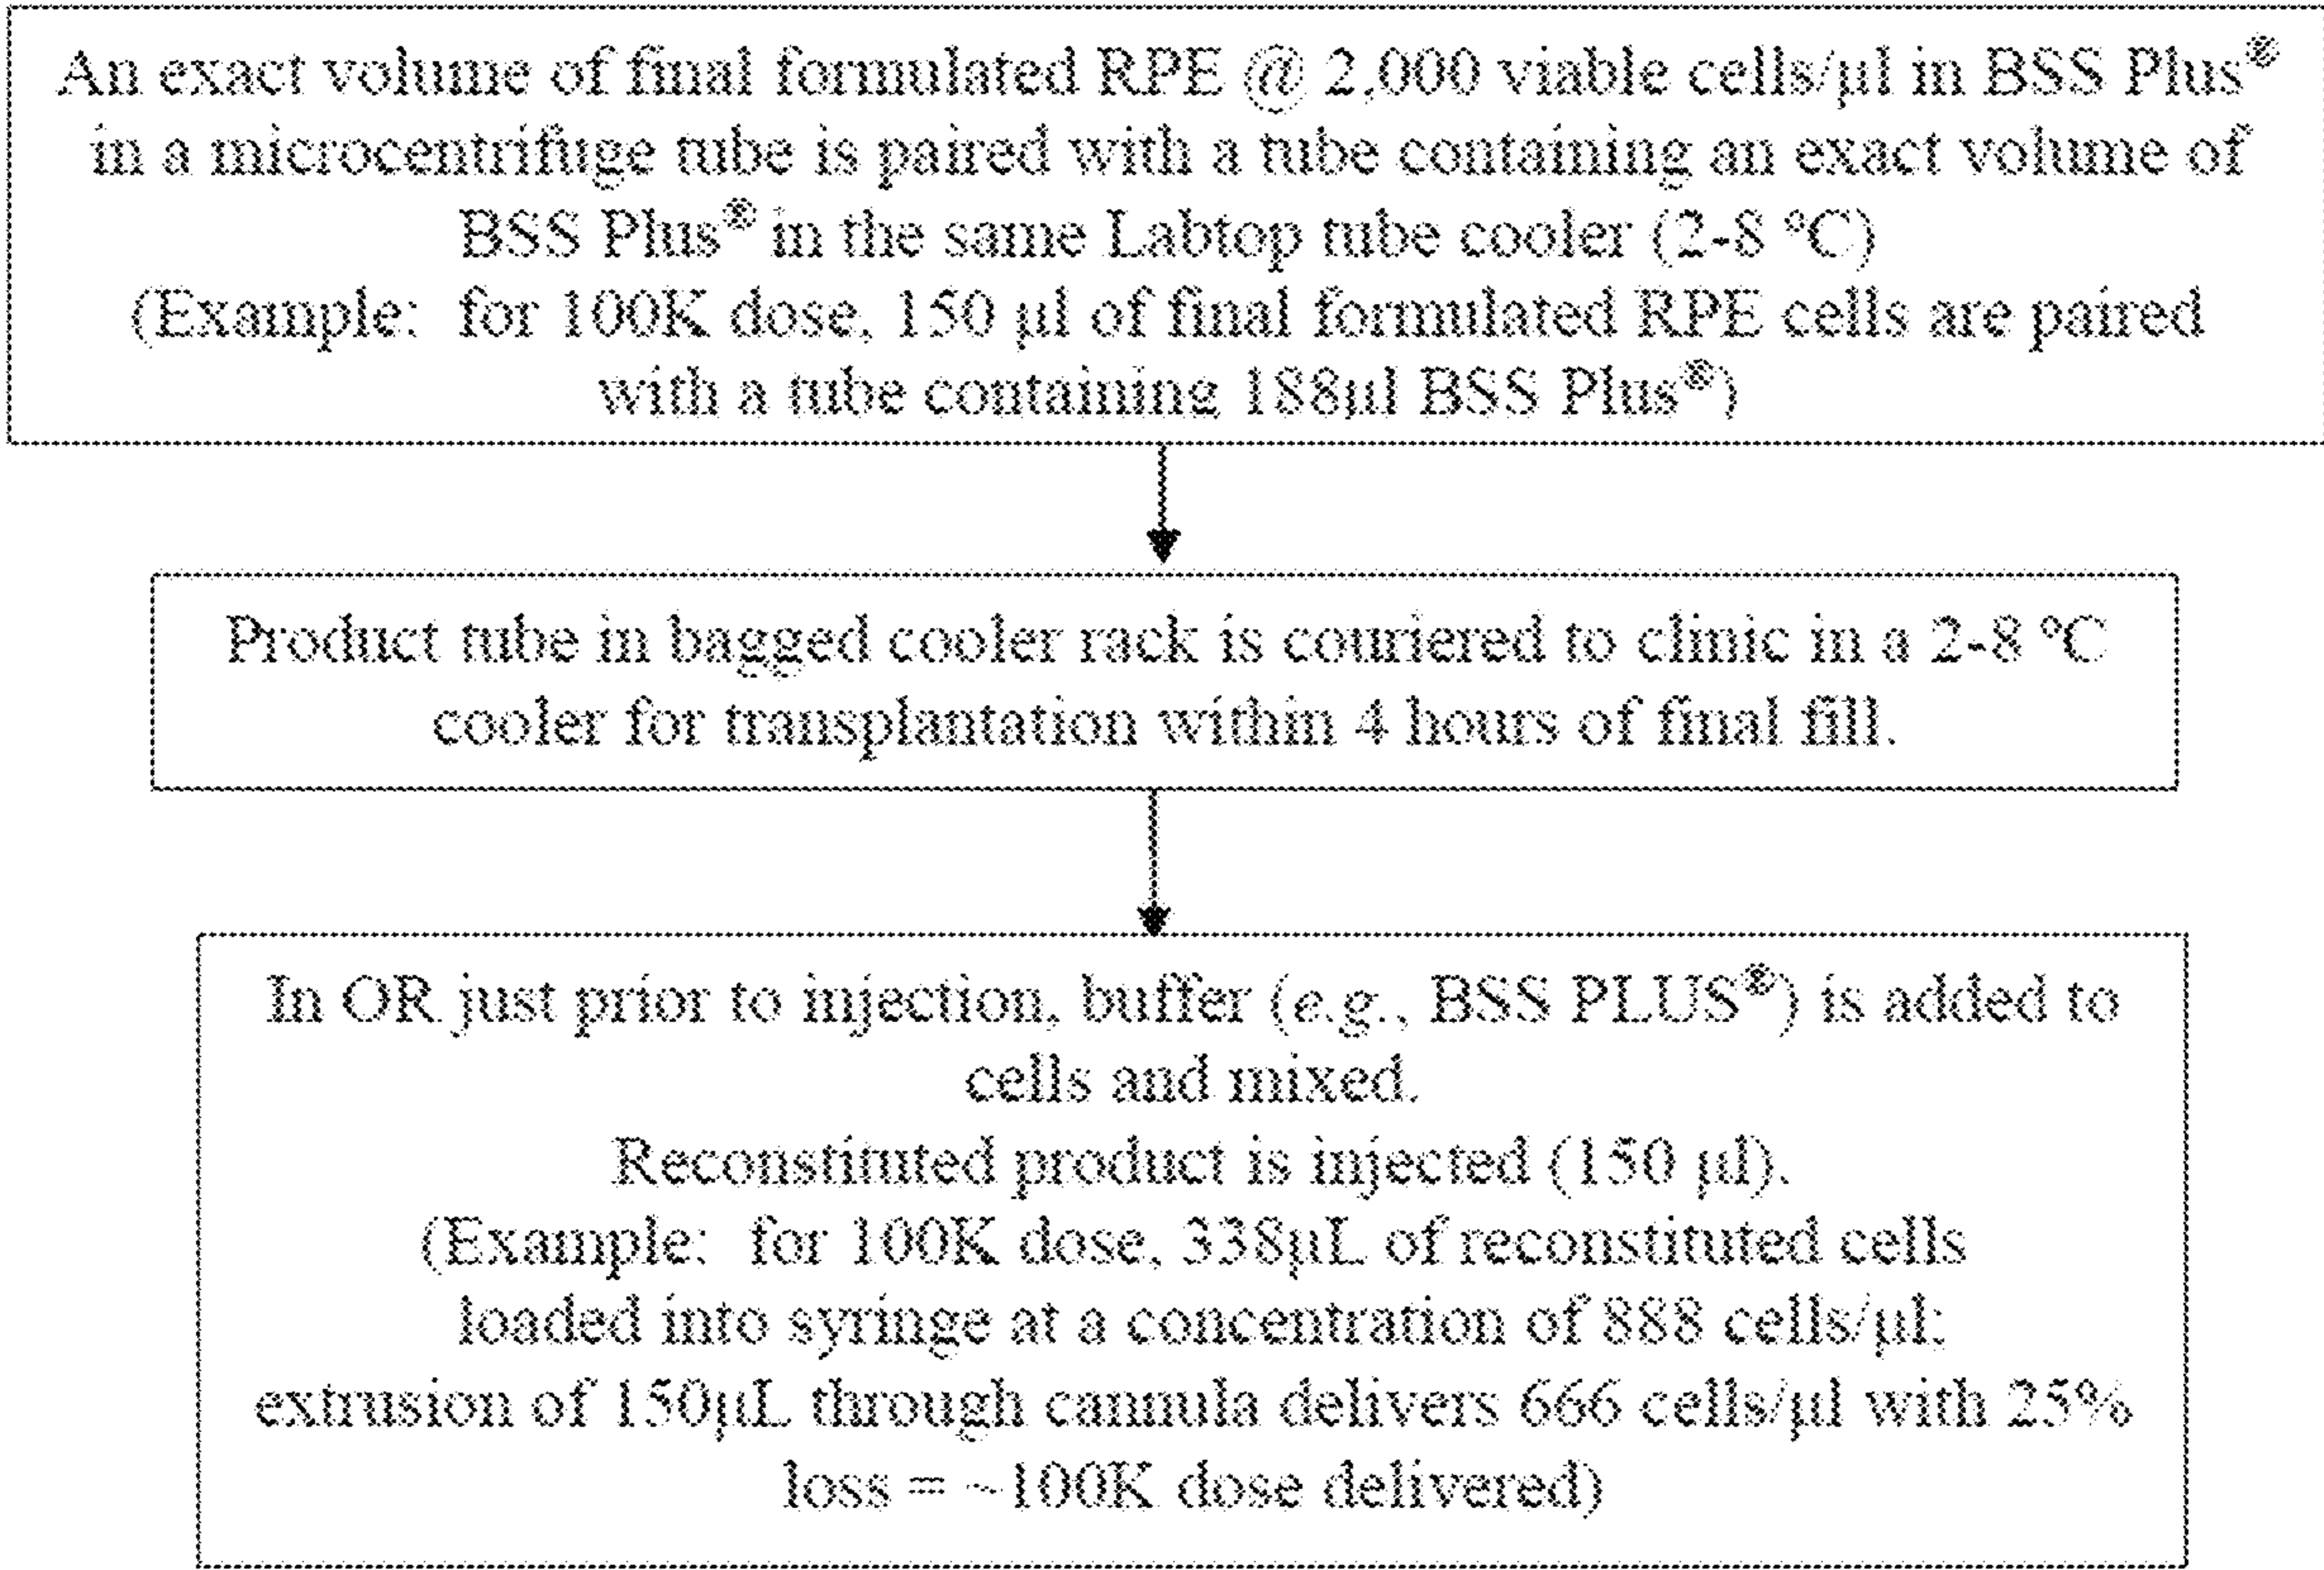 An exact volume of final formulated RPE @ 2,000 viable cells/µl in BSS Plus®
in a microcentrifuge tube is paired with a tube containing an exact volume of
BSS Plus® in the same Labtop tube cooler (2-8 ºC)
(Example: for 100K dose, 150 µl of final formulated RPE cells are paired
with a tube containing 188µl BSS Plus®)
Product tube in bagged cooler rack is couriered to clinic in a 2-8 ºC
cooler for transplantation within 4 hours of final fill.
In OR just prior to injection, buffer (e.g., BSS PLUS®) is added to
cells and mixed.
Reconstituted product is injected (150 µl).
(Example: for 100K dose, 338µL of reconstituted cells
loaded into syringe at a concentration of 888 cells/µl;
extrusion of 150µL through cannula delivers 666 cells/µl with 25%
loss = ~100K dose delivered)